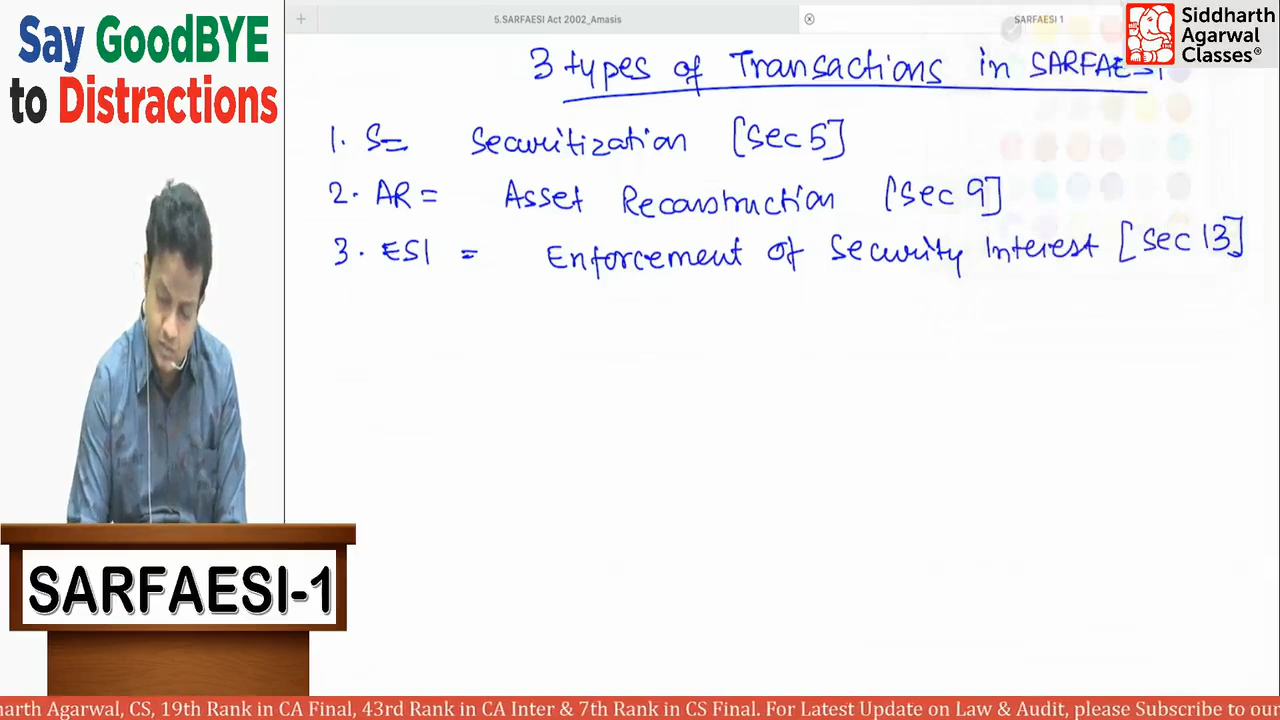 Say GoodBYE
to Distractions
5.SARFAESI Act 2002_Amasis
SARFAESI 1
Siddharth
Agarwal
Classes®
3 types of Transactions in SARFAESI
1. S= Securitization [Sec 5]
2. AR = Asset Reconstruction [Sec 9]
3. ESI = Enforcement of Security Interest [Sec 13]
SARFAESI-1
harth Agarwal, CS, 19th Rank in CA Final, 43rd Rank in CA Inter & 7th Rank in CS Final. For Latest Update on Law & Audit, please Subscribe to our